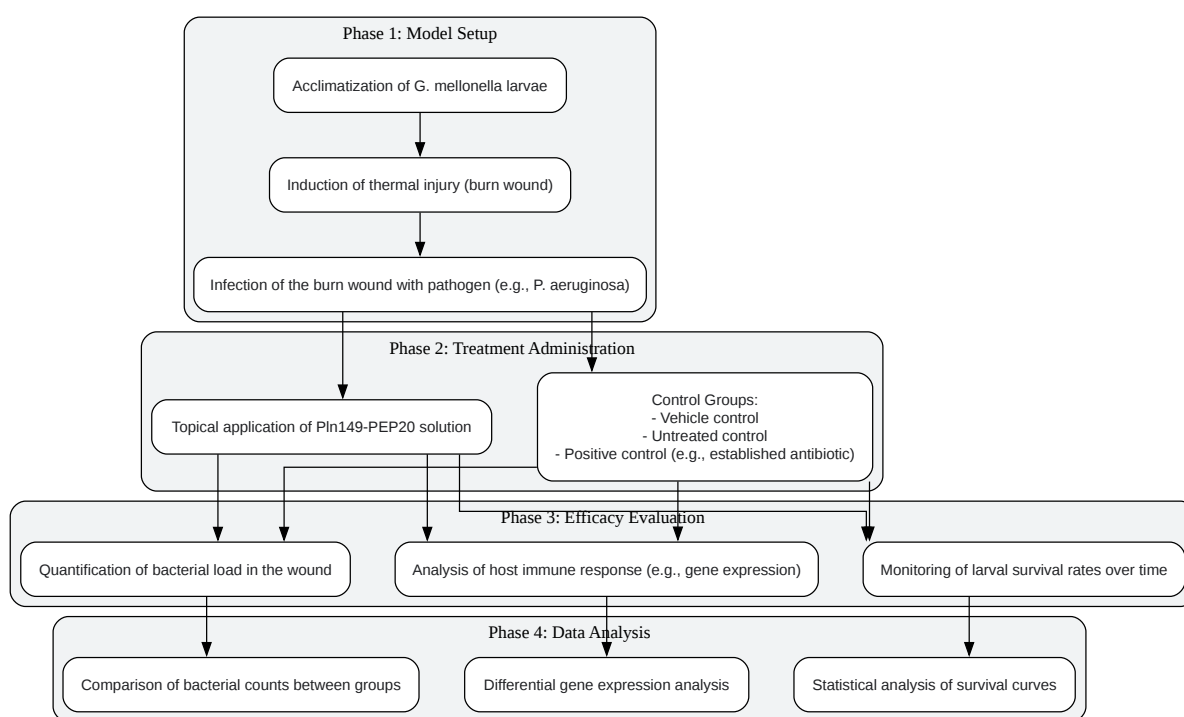 Phase 1: Model Setup
Acclimatization of G. mellonella larvae
Induction of thermal injury (burn wound)
Infection of the burn wound with pathogen (e.g., P. aeruginosa)
Phase 2: Treatment Administration
Topical application of Pln149-PEP20 solution
Control Groups:
- Vehicle control
- Untreated control
- Positive control (e.g., established antibiotic)
Phase 3: Efficacy Evaluation
Quantification of bacterial load in the wound
Analysis of host immune response (e.g., gene expression)
Monitoring of larval survival rates over time
Phase 4: Data Analysis
Comparison of bacterial counts between groups
Differential gene expression analysis
Statistical analysis of survival curves